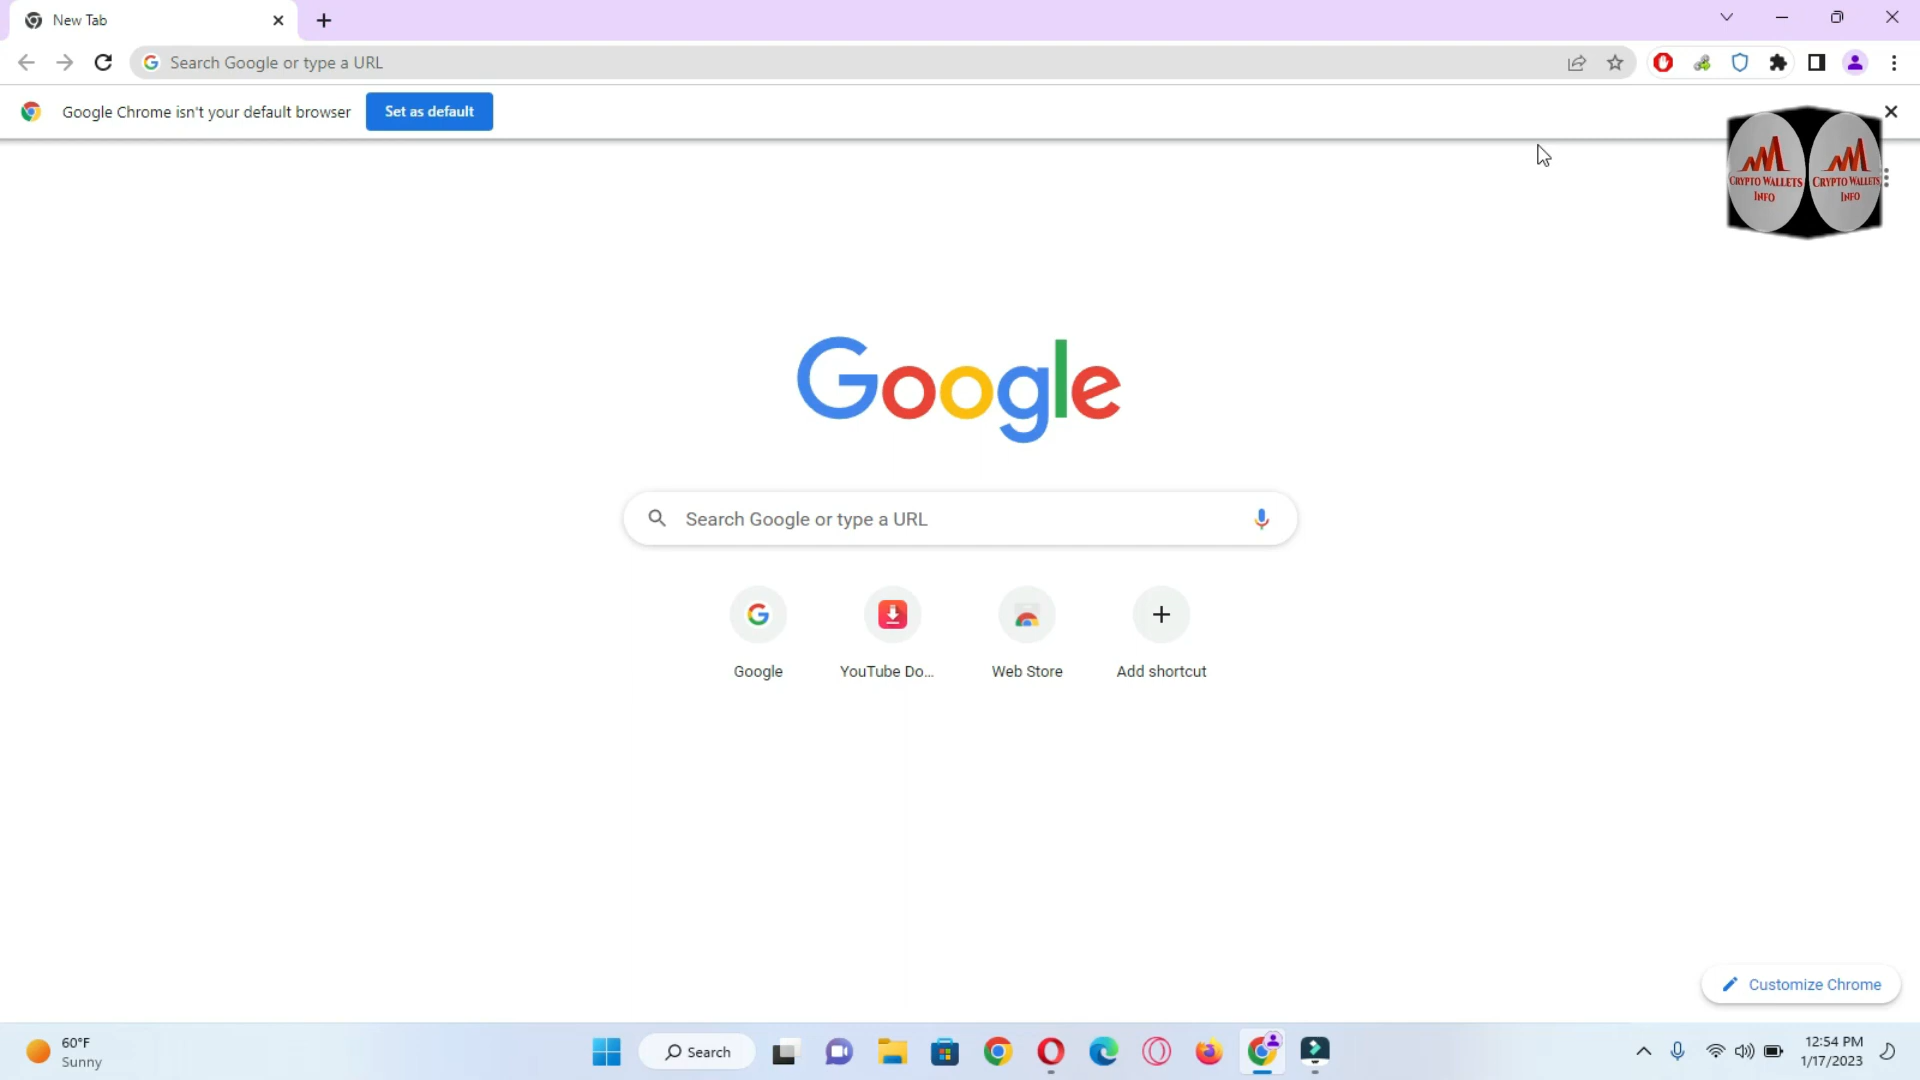 New Tab
Search Google or type a URL
Google Chrome isn't your default browser
Set as default
CRYPTO WALLETS
INFO
CRYPTO WALLETS
INFO
Google
Search Google or type a URL
Google
YouTube Do...
Web Store
Add shortcut
Customize Chrome
60°F
Sunny
Search
12:54 PM
1/17/2023